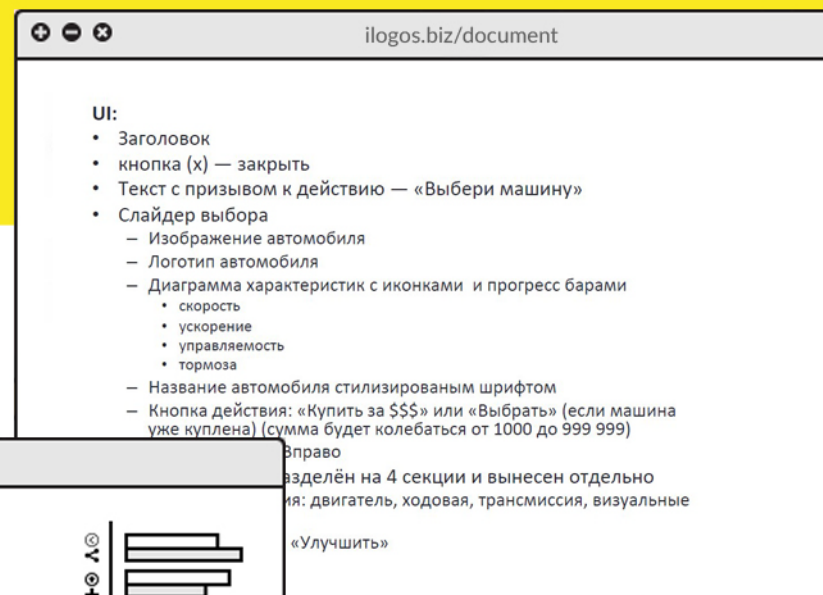 ilogos.biz/document
UI:
• Заголовок
• кнопка (x) — закрыть
• Текст с призывом к действию — «Выбери машину»
• Слайдер выбора
– Изображение автомобиля
– Логотип автомобиля
– Диаграмма характеристик с иконками и прогресс барами
• скорость
• ускорение
• управляемость
• тормоза
– Название автомобиля стилизированым шрифтом
– Кнопка действия: «Купить за $$$» или «Выбрать» (если машина
уже куплена) (сумма будет колебаться от 1000 до 999 999)
Вправо
азделён на 4 секции и вынесен отдельно
ия: двигатель, ходовая, трансмиссия, визуальные
«Улучшить»